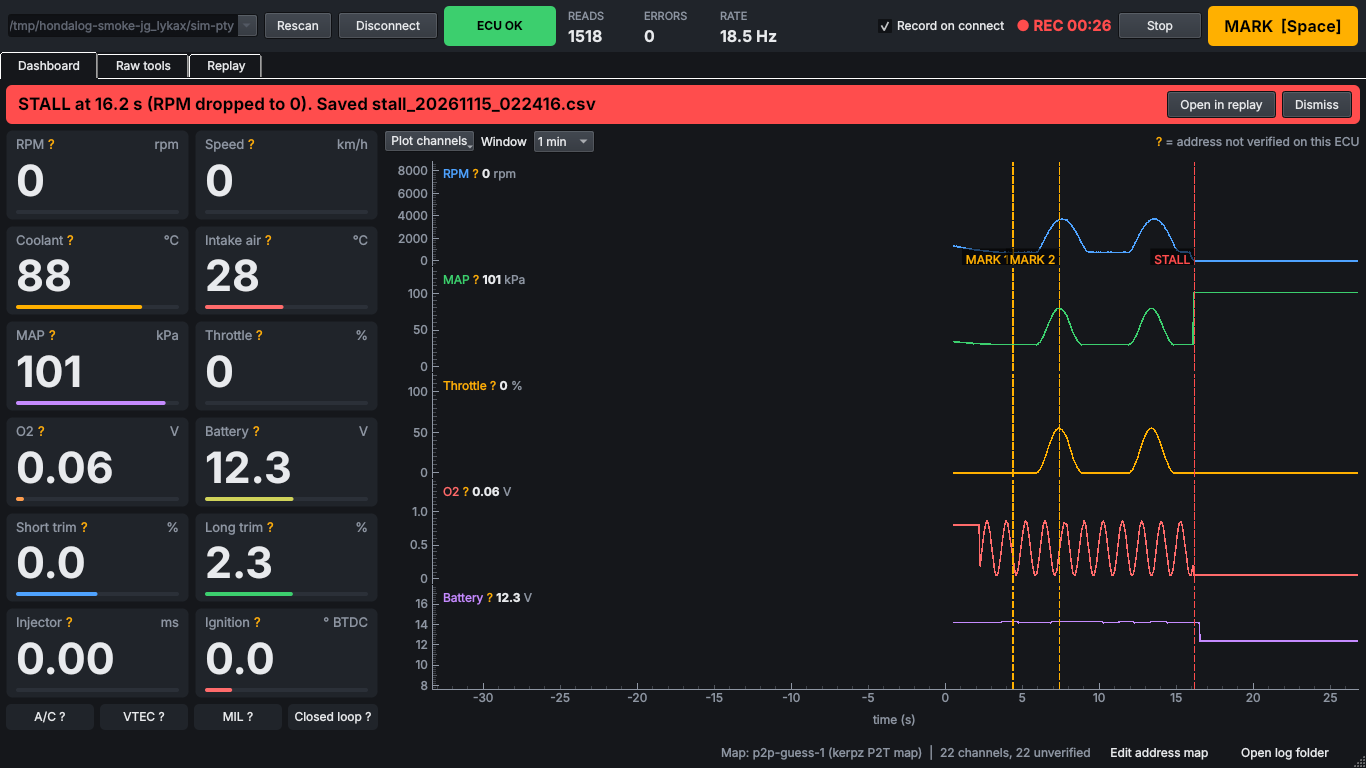 /tmp/hondalog-smoke-jg_lykax/sim-pty Rescan Disconnect ECU OK READS 1518 ERRORS 0 RATE 18.5 Hz ✓ Record on connect REC 00:26 Stop MARK [Space]
Dashboard Raw tools Replay
STALL at 16.2 s (RPM dropped to 0). Saved stall_20261115_022416.csv Open in replay Dismiss
RPM ? rpm
0
Speed ? km/h
0
Coolant ? °C
88
Intake air ? °C
28
MAP ? kPa
101
Throttle ? %
0
O2 ? V
0.06
Battery ? V
12.3
Short trim ? %
0.0
Long trim ? %
2.3
Injector ? ms
0.00
Ignition ? ° BTDC
0.0
A/C ? VTEC ? MIL ? Closed loop ?
Plot channels Window 1 min ? = address not verified on this ECU
RPM ? 0 rpm
8000
6000
4000
2000
0
MARK 1 MARK 2 STALL
MAP ? 101 kPa
100
50
0
Throttle ? 0 %
100
50
0
O2 ? 0.06 V
1.0
0.5
0
Battery ? 12.3 V
16
14
12
10
8
-30 -25 -20 -15 -10 -5 0 5 10 15 20 25
time (s)
Map: p2p-guess-1 (kerpz P2T map) | 22 channels, 22 unverified Edit address map Open log folder